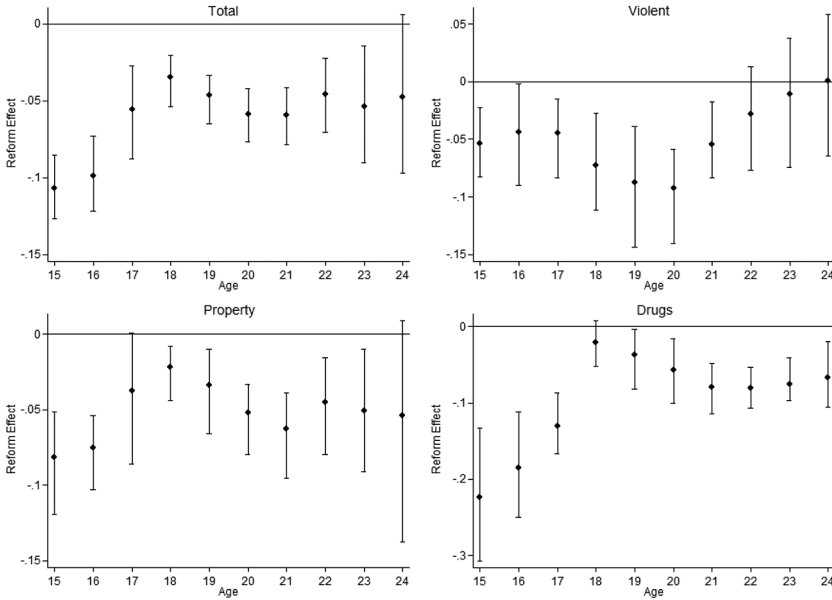 Total
0
-.05
-.1
-.15
Reform Effect
15 16 17 18 19 20 21 22 23 24
Age
Violent
.05
0
-.05
-.1
-.15
Reform Effect
15 16 17 18 19 20 21 22 23 24
Age
Property
0
-.05
-.1
-.15
Reform Effect
15 16 17 18 19 20 21 22 23 24
Age
Drugs
0
-.1
-.2
-.3
Reform Effect
15 16 17 18 19 20 21 22 23 24
Age